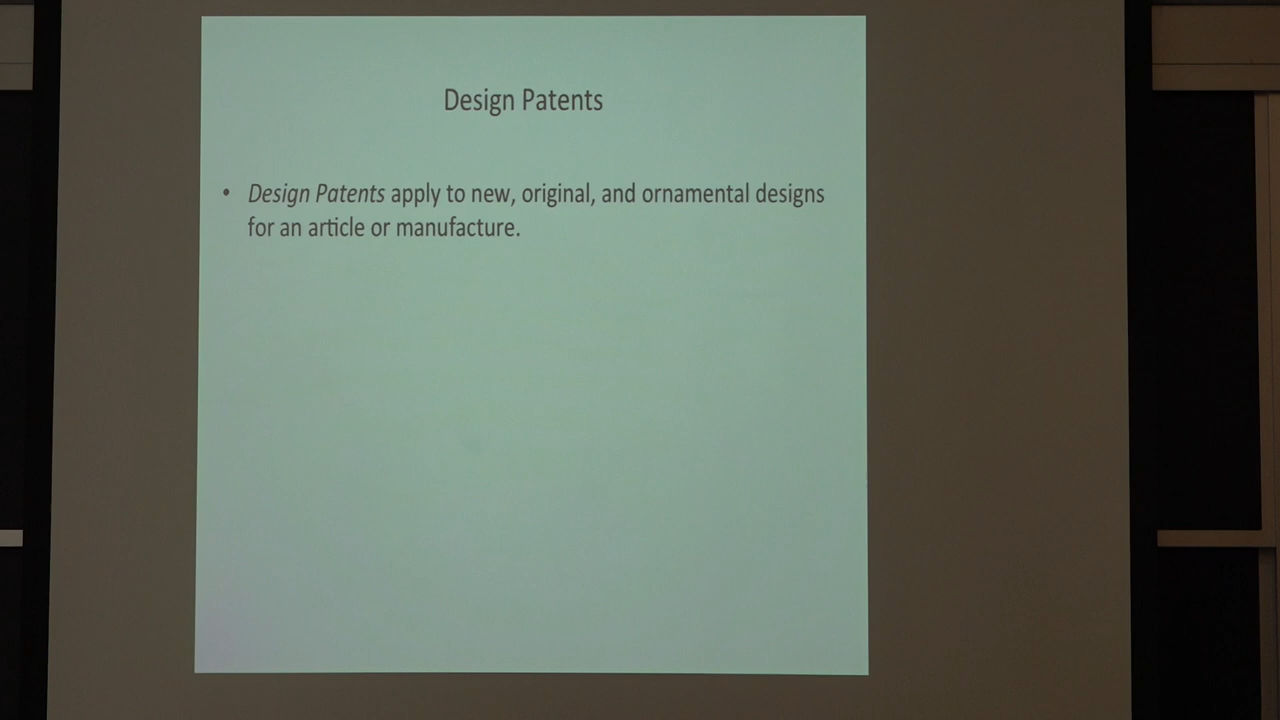 Design Patents
• Design Patents apply to new, original, and ornamental designs
for an article or manufacture.